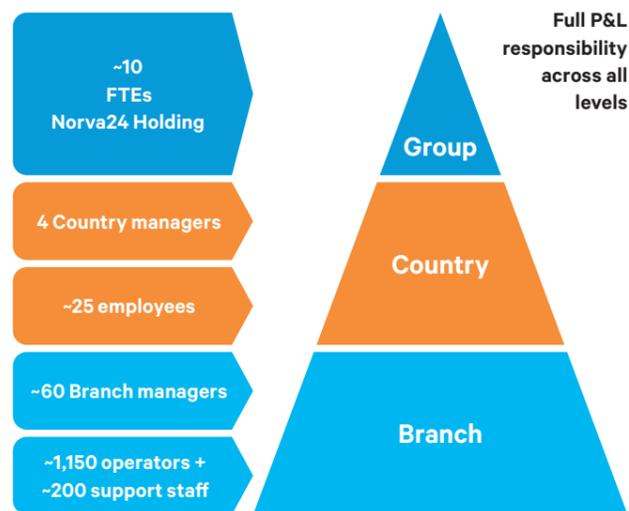 ~10
FTEs
Norva24 Holding
4 Country managers
~25 employees
~60 Branch managers
~1,150 operators +
~200 support staff
Group
Country
Branch
Full P&L
responsibility
across all
levels